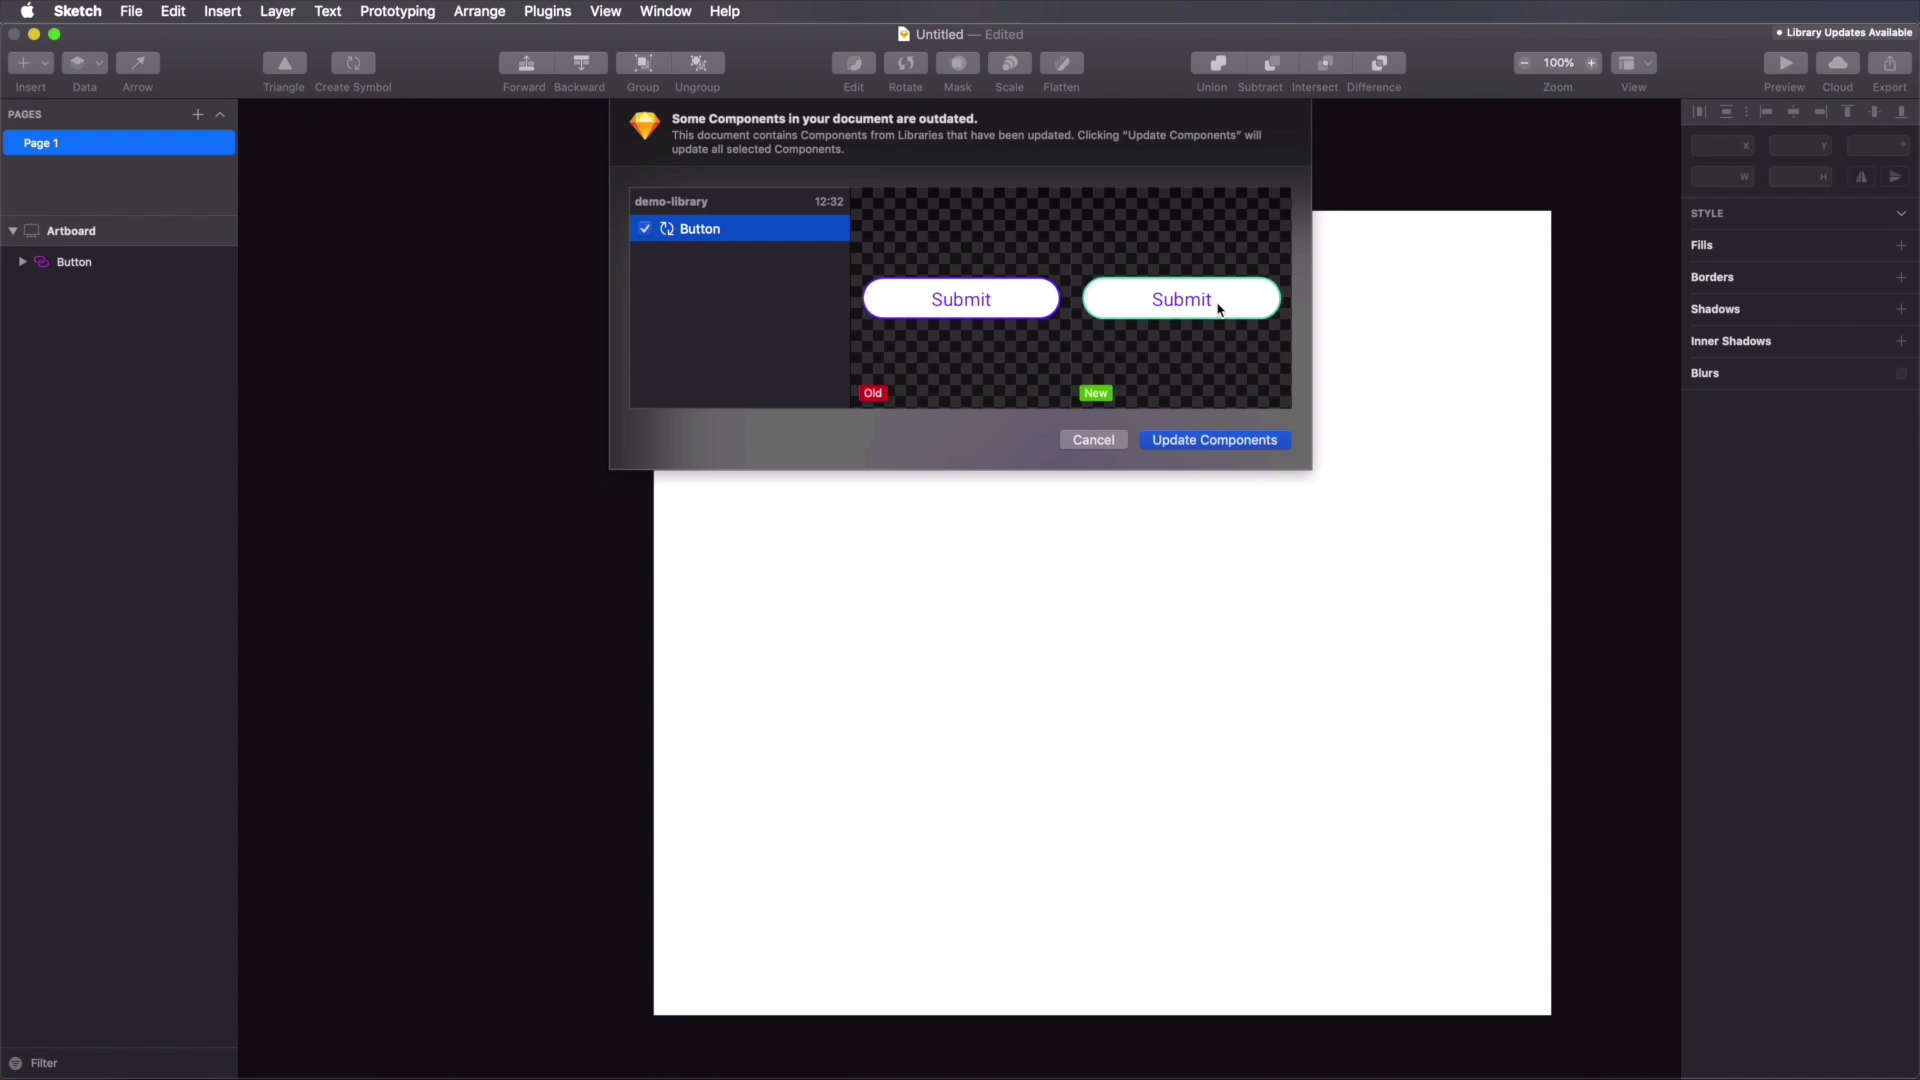 Sketch File Edit Insert Layer Text Prototyping Arrange Plugins View Window Help
Untitled — Edited
Library Updates Available
100%
Insert Data Arrow Triangle Create Symbol Forward Backward Group Ungroup Edit Rotate Mask Scale Flatten Union Subtract Intersect Difference Zoom View Preview Cloud Export
PAGES
Page 1
Artboard
Button
Filter
Some Components in your document are outdated.
This document contains Components from Libraries that have been updated. Clicking “Update Components” will
update all selected Components.
demo-library 12:32
Button
Submit
Submit
Old
New
Cancel
Update Components
X Y °
W H
STYLE
Fills
Borders
Shadows
Inner Shadows
Blurs